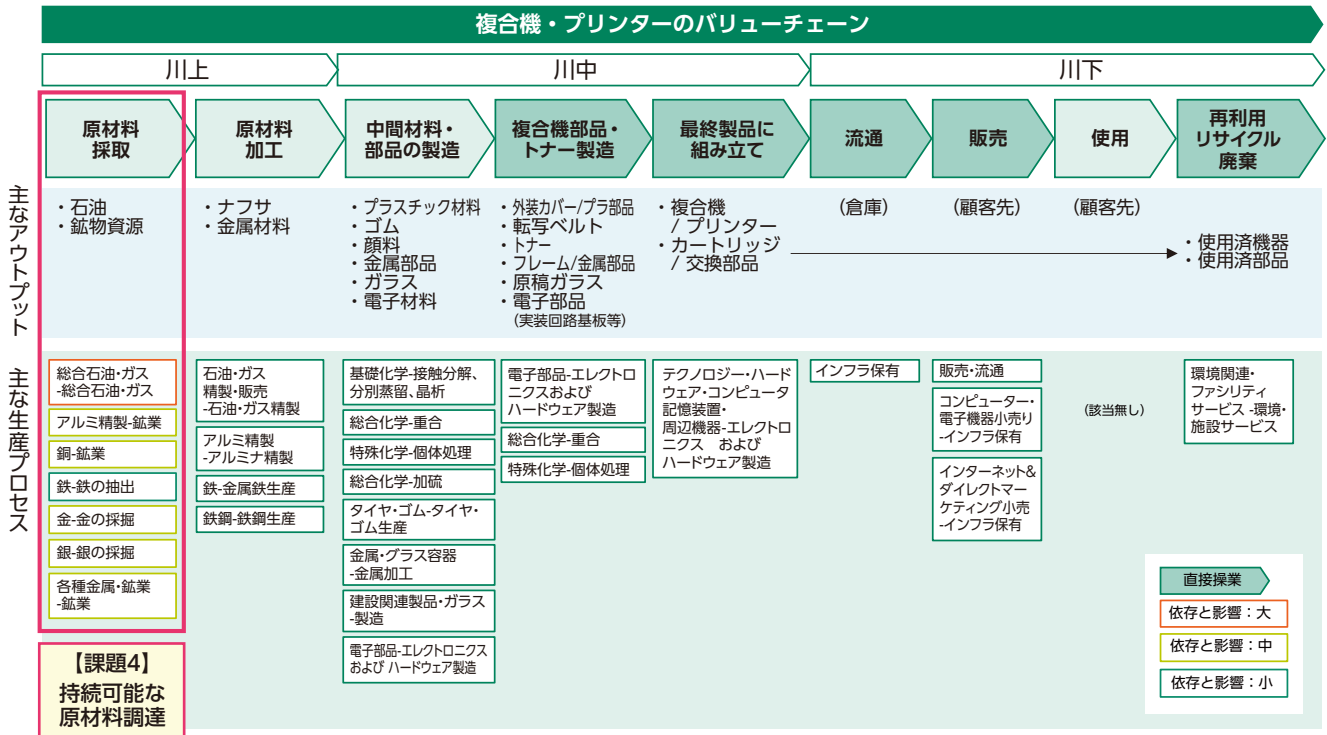 複合機・プリンターのバリューチェーン
川上
川中
川下
原材料
採取
原材料
加工
中間材料・
部品の製造
複合機部品・
トナー製造
最終製品に
組み立て
流通
販売
使用
再利用
リサイクル
廃棄
主なアウトプット
・石油
・鉱物資源
・ナフサ
・金属材料
・プラスチック材料
・ゴム
・顔料
・金属部品
・ガラス
・電子材料
・外装カバー/プラ部品
・転写ベルト
・トナー
・フレーム/金属部品
・原稿ガラス
・電子部品
(実装回路基板等)
・複合機
/ プリンター
・カートリッジ
/ 交換部品
(倉庫)
(顧客先)
(顧客先)
・使用済機器
・使用済部品
主な生産プロセス
総合石油・ガス
-総合石油・ガス
アルミ精製-鉱業
銅-鉱業
鉄-鉄の抽出
金-金の採掘
銀-銀の採掘
各種金属・鉱業
-鉱業
石油・ガス
精製・販売
-石油・ガス精製
アルミ精製
-アルミナ精製
鉄-金属鉄生産
鉄鋼-鉄鋼生産
基礎化学-接触分解、
分別蒸留、晶析
総合化学-重合
特殊化学-個体処理
総合化学-加硫
タイヤ・ゴム-タイヤ・
ゴム生産
金属・グラス容器
-金属加工
建設関連製品・ガラス
-製造
電子部品-エレクトロニクス
および ハードウェア製造
電子部品-エレクトロ
ニクスおよび
ハードウェア製造
総合化学-重合
特殊化学-個体処理
テクノロジー・ハード
ウェア・コンピュータ
記憶装置・
周辺機器-エレクトロ
ニクス および
ハードウェア製造
インフラ保有
販売・流通
コンピューター・
電子機器小売り
-インフラ保有
インターネット&
ダイレクトマー
ケティング小売
-インフラ保有
(該当無し)
環境関連・
ファシリティ
サービス -環境・
施設サービス
【課題4】
持続可能な
原材料調達
直接操業
依存と影響:大
依存と影響:中
依存と影響:小